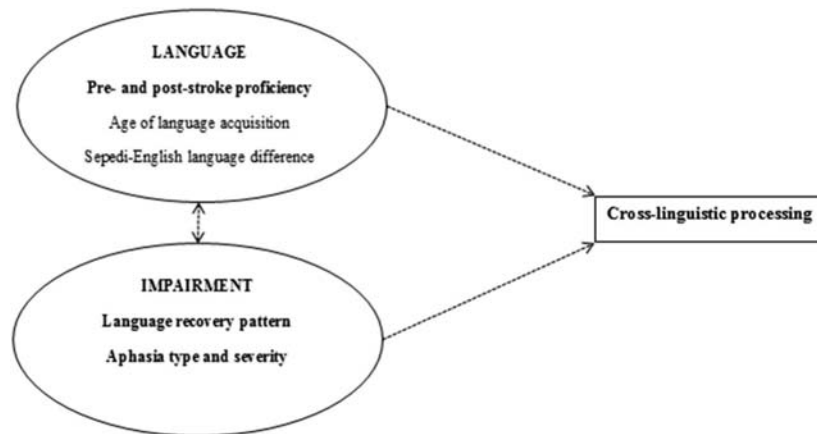 LANGUAGE
Pre- and post-stroke proficiency
Age of language acquisition
Sepedi-English language difference
Cross-linguistic processing
IMPAIRMENT
Language recovery pattern
Aphasia type and severity